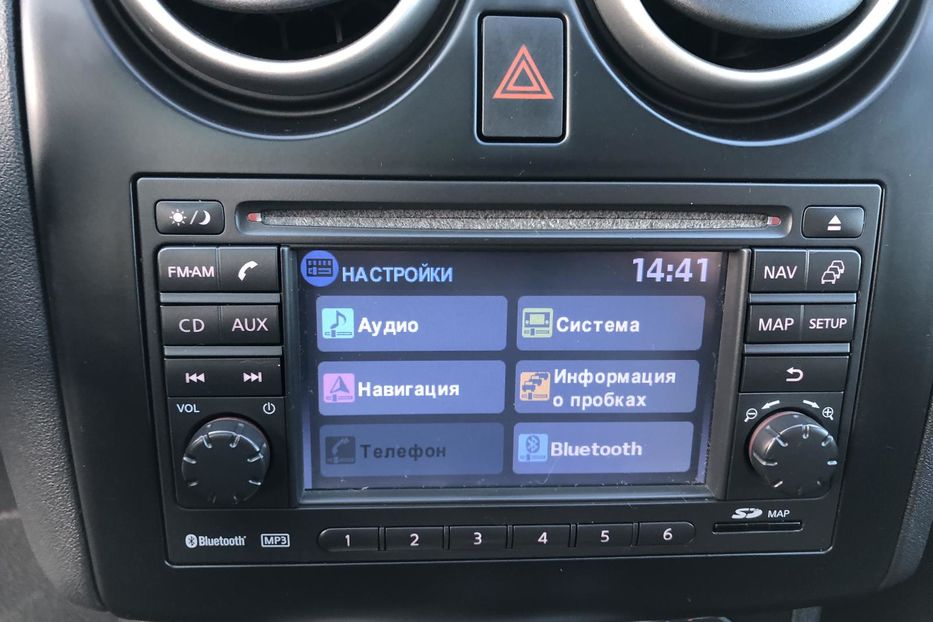 FM·AM
CD AUX
VOL
НАСТРОЙКИ 14:41
Аудио
Система
Навигация
Информация
о пробках
Телефон
Bluetooth
NAV
MAP SETUP
SD MAP
Bluetooth MP3
1 2 3 4 5 6